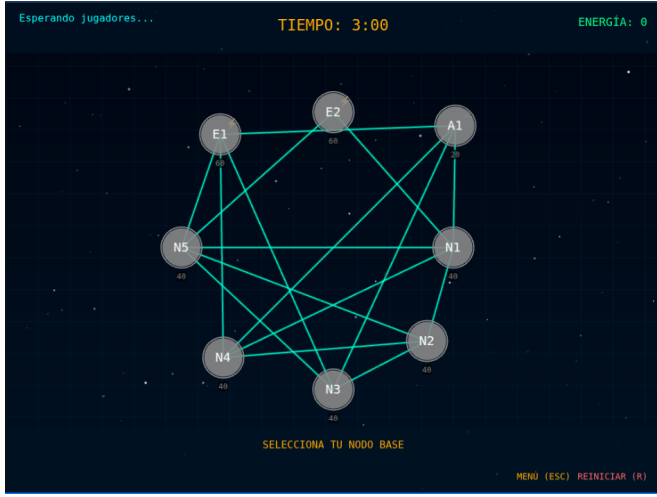 Esperando jugadores...
TIEMPO: 3:00
ENERGÍA: 0
E2
60
A1
20
E1
60
N5
40
N1
40
N2
40
N4
40
N3
40
SELECCIONA TU NODO BASE
MENÚ (ESC) REINICIAR (R)